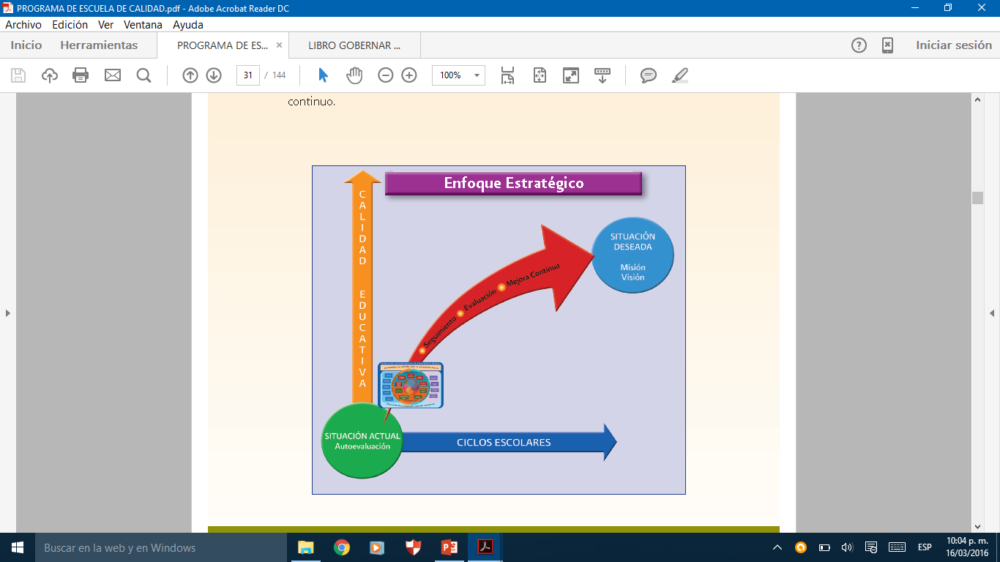 PROGRAMA DE ESCUELA DE CALIDAD.pdf - Adobe Acrobat Reader DC
Archivo Edición Ver Ventana Ayuda
Inicio Herramientas PROGRAMA DE ES... LIBRO GOBERNAR ... Iniciar sesión
31 / 144 100%
continuo.
Enfoque Estratégico
CALIDAD EDUCATIVA
SITUACIÓN
DESEADA
Misión
Visión
Seguimiento Evaluación Mejora Continua
SITUACIÓN ACTUAL
Autoevaluación
CICLOS ESCOLARES
Buscar en la web y en Windows
ESP
10:04 p. m.
16/03/2016